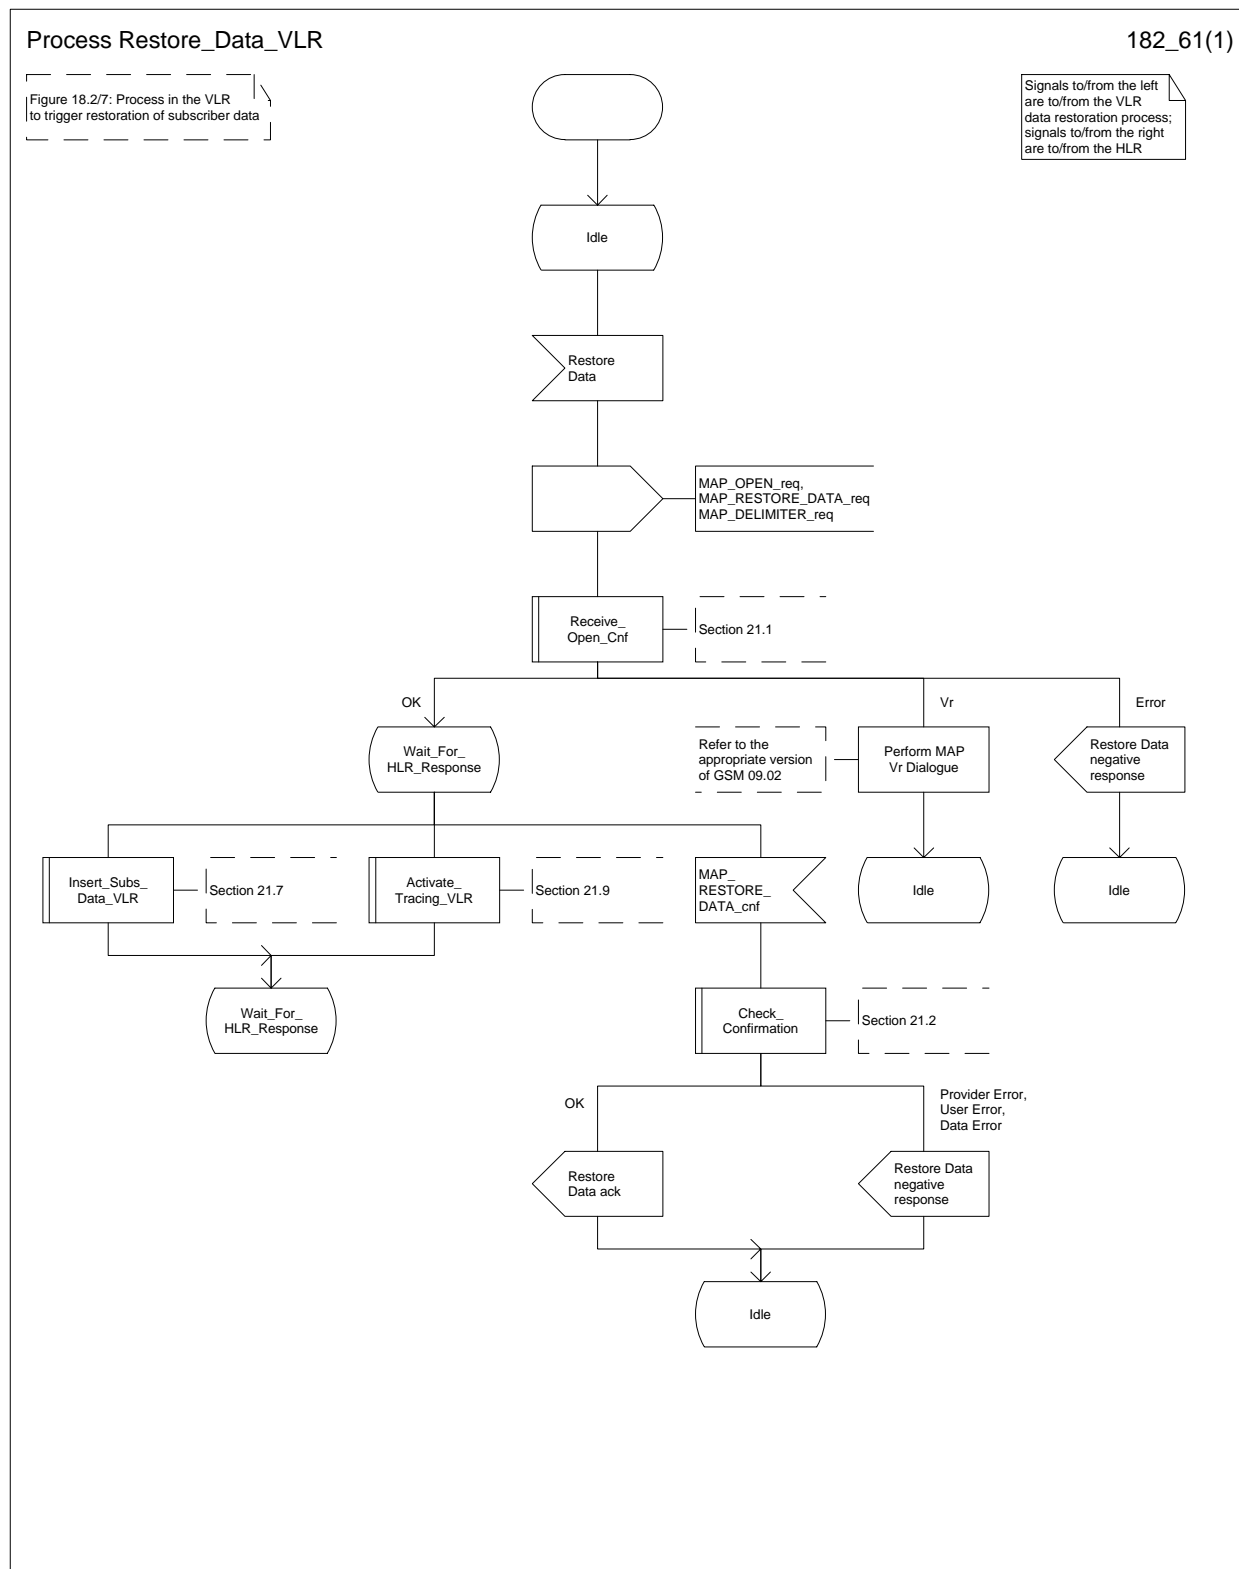 Process Restore_Data_VLR
182_61(1)
Figure 18.2/7: Process in the VLR
to trigger restoration of subscriber data
Signals to/from the left
are to/from the VLR
data restoration process;
signals to/from the right
are to/from the HLR
Idle
Restore
Data
MAP_OPEN_req,
MAP_RESTORE_DATA_req
MAP_DELIMITER_req
Receive_
Open_Cnf
Section 21.1
OK
Vr
Error
Wait_For_
HLR_Response
Refer to the
appropriate version
of GSM 09.02
Perform MAP
Vr Dialogue
Restore Data
negative
response
Insert_Subs_
Data_VLR
Section 21.7
Activate_
Tracing_VLR
Section 21.9
MAP_
RESTORE_
DATA_cnf
Idle
Idle
Wait_For_
HLR_Response
Check_
Confirmation
Section 21.2
OK
Provider Error,
User Error,
Data Error
Restore
Data ack
Restore Data
negative
response
Idle